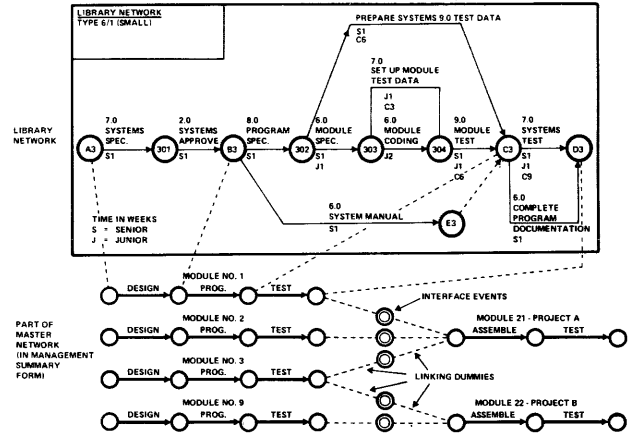 LIBRARY NETWORK
TYPE 6/1 (SMALL)
PREPARE SYSTEMS 9.0 TEST DATA
S1
C6
7.0
SET UP MODULE
TEST DATA
J1
C3
LIBRARY
NETWORK
7.0
SYSTEMS
SPEC.
S1
2.0
SYSTEMS
APPROVE
S1
8.0
PROGRAM
SPEC.
S1
6.0
MODULE
SPEC.
S1
J1
6.0
MODULE
CODING
J2
9.0
MODULE
TEST
S1
J1
C6
7.0
SYSTEMS
TEST
S1
J1
C9
A3
301
B3
302
303
304
C3
D3
6.0
SYSTEM MANUAL
S1
E3
6.0
COMPLETE
PROGRAM
DOCUMENTATION
S1
TIME IN WEEKS
S = SENIOR
J = JUNIOR
PART OF
MASTER
NETWORK
(IN MANAGEMENT
SUMMARY
FORM)
MODULE NO. 1
DESIGN PROG. TEST
INTERFACE EVENTS
MODULE NO. 2
DESIGN PROG. TEST
MODULE 21 - PROJECT A
ASSEMBLE TEST
MODULE NO. 3
DESIGN PROG. TEST
LINKING DUMMIES
MODULE NO. 9
DESIGN PROG. TEST
MODULE 22 - PROJECT B
ASSEMBLE TEST